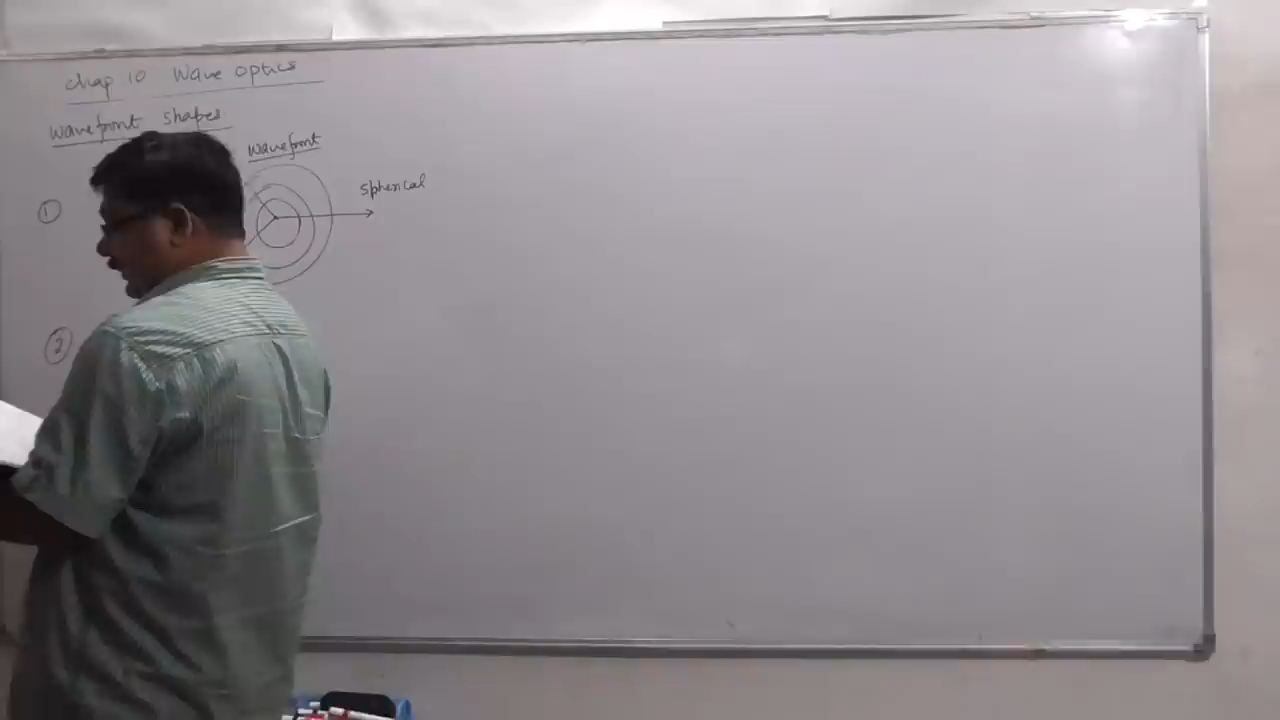 Chap 10 Wave optics
Wavefront shapes
Wavefront
①
Spherical
②